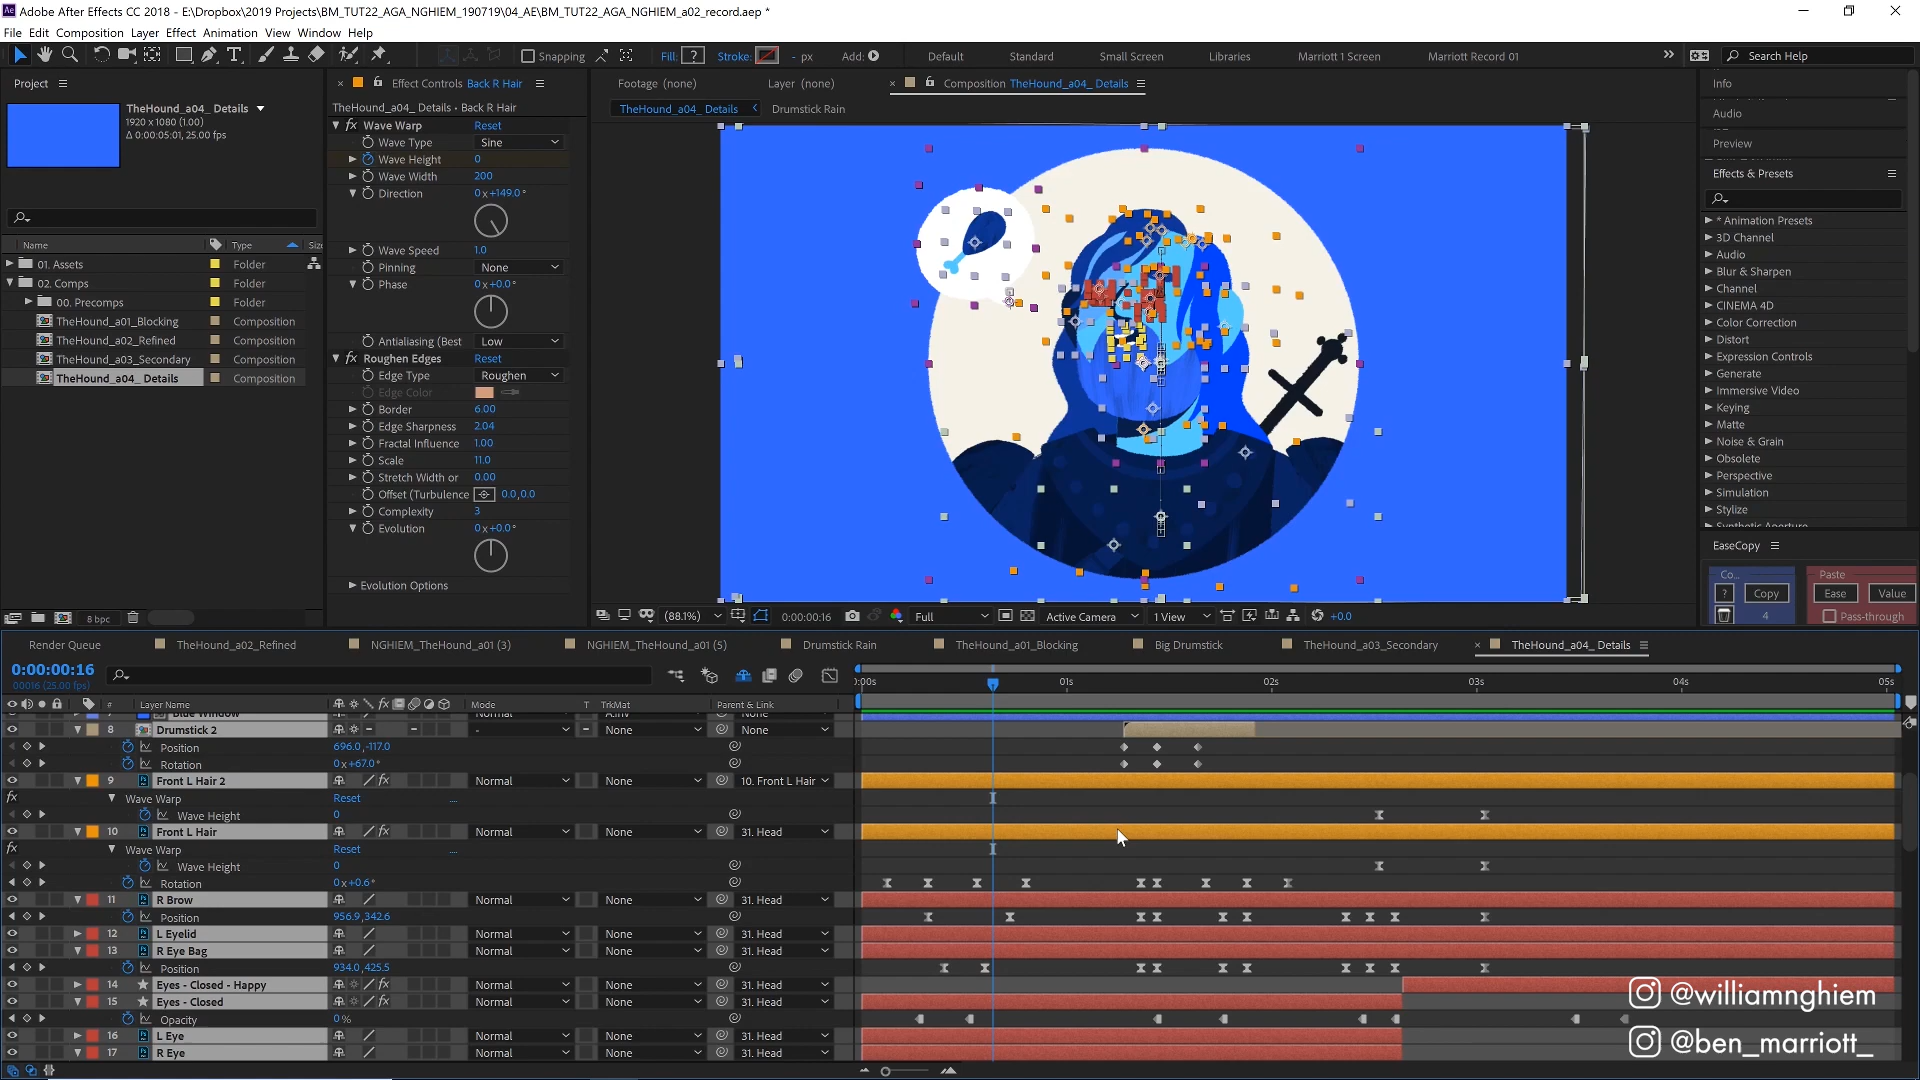 Adobe After Effects CC 2018 - E:\Dropbox\2019 Projects\BM_TUT22_AGA_NGHIEM_190719\04_AE\BM_TUT22_AGA_NGHIEM_a02_record.aep *
File Edit Composition Layer Effect Animation View Window Help
Snapping Fill: ? Stroke: - px Add: Default Standard Small Screen Libraries Marriott 1 Screen Marriott Record 01 Search Help
Project
TheHound_a04_ Details
1920 x 1080 (1.00)
Δ 0:00:05:01, 25.00 fps
Name Type Size
01. Assets Folder
02. Comps Folder
00. Precomps Folder
TheHound_a01_Blocking Composition
TheHound_a02_Refined Composition
TheHound_a03_Secondary Composition
TheHound_a04_ Details Composition
8 bpc
Effect Controls Back R Hair
TheHound_a04_ Details • Back R Hair
fx Wave Warp Reset
Wave Type Sine
Wave Height 0
Wave Width 200
Direction 0x+149.0°
Wave Speed 1.0
Pinning None
Phase 0x+0.0°
Antialiasing (Best Low
fx Roughen Edges Reset
Edge Type Roughen
Edge Color
Border 6.00
Edge Sharpness 2.04
Fractal Influence 1.00
Scale 11.0
Stretch Width or 0.00
Offset (Turbulence 0.0,0.0
Complexity 3
Evolution 0x+0.0°
Evolution Options
Footage (none) Layer (none) Composition TheHound_a04_ Details
TheHound_a04_ Details Drumstick Rain
(88.1%) 0:00:00:16 Full Active Camera 1 View +0.0
Info
Audio
Preview
Effects & Presets
* Animation Presets
3D Channel
Audio
Blur & Sharpen
Channel
CINEMA 4D
Color Correction
Distort
Expression Controls
Generate
Immersive Video
Keying
Matte
Noise & Grain
Obsolete
Perspective
Simulation
Stylize
Synthetic Aperture
EaseCopy
Co... Paste
? Copy Ease Value
4 Pass-through
Render Queue TheHound_a02_Refined NGHIEM_TheHound_a01 (3) NGHIEM_TheHound_a01 (5) Drumstick Rain TheHound_a01_Blocking Big Drumstick TheHound_a03_Secondary TheHound_a04_ Details
0:00:00:16
00016 (25.00 fps)
0:00s 01s 02s 03s 04s 05s
# Layer Name Mode T TrkMat Parent & Link
7 Blue Window Normal A.Inv None
8 Drumstick 2 - None None
Position 696.0,-117.0
Rotation 0x+67.0°
9 Front L Hair 2 Normal None 10. Front L Hair
fx Wave Warp Reset ....
Wave Height 0
10 Front L Hair Normal None 31. Head
fx Wave Warp Reset ....
Wave Height 0
Rotation 0x+0.6°
11 R Brow Normal None 31. Head
Position 956.9,342.6
12 L Eyelid Normal None 31. Head
13 R Eye Bag Normal None 31. Head
Position 934.0,425.5
14 Eyes - Closed - Happy Normal None 31. Head
15 Eyes - Closed Normal None 31. Head
Opacity 0%
16 L Eye Normal None 31. Head
17 R Eye Normal None 31. Head
@williamnghiem
@ben_marriott_